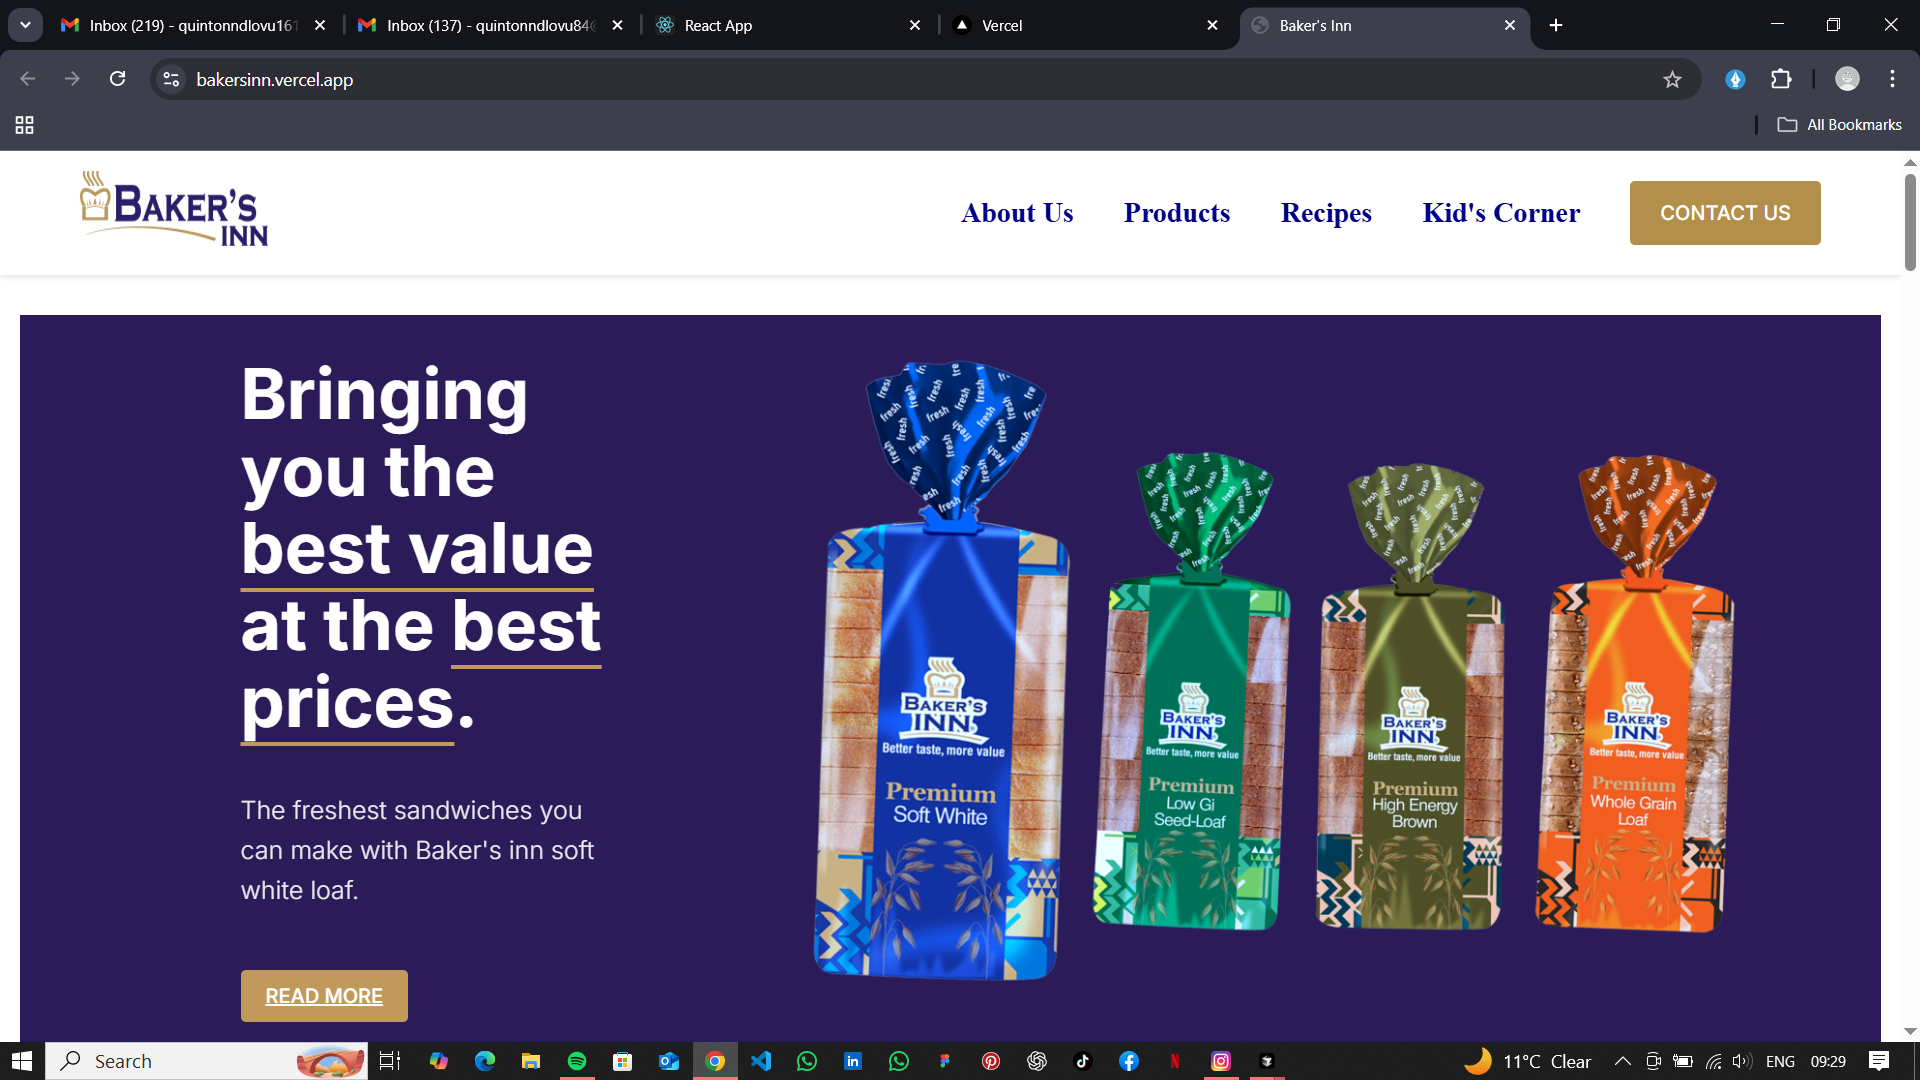 Inbox (219) - quintonndlovu161
Inbox (137) - quintonndlovu84@
React App
Vercel
Baker's Inn
bakersinn.vercel.app
All Bookmarks
BAKER'S
INN
About Us
Products
Recipes
Kid's Corner
CONTACT US
Bringing
you the
best value
at the best
prices.
The freshest sandwiches you
can make with Baker's inn soft
white loaf.
READ MORE
fresh
BAKER'S
INN
Better taste, more value
Premium
Soft White
fresh
BAKER'S
INN
Better taste, more value
Premium
Low Gi
Seed-Loaf
fresh
BAKER'S
INN
Better taste, more value
Premium
High Energy
Brown
fresh
BAKER'S
INN
Better taste, more value
Premium
Whole Grain
Loaf
Search
11°C Clear
ENG
09:29